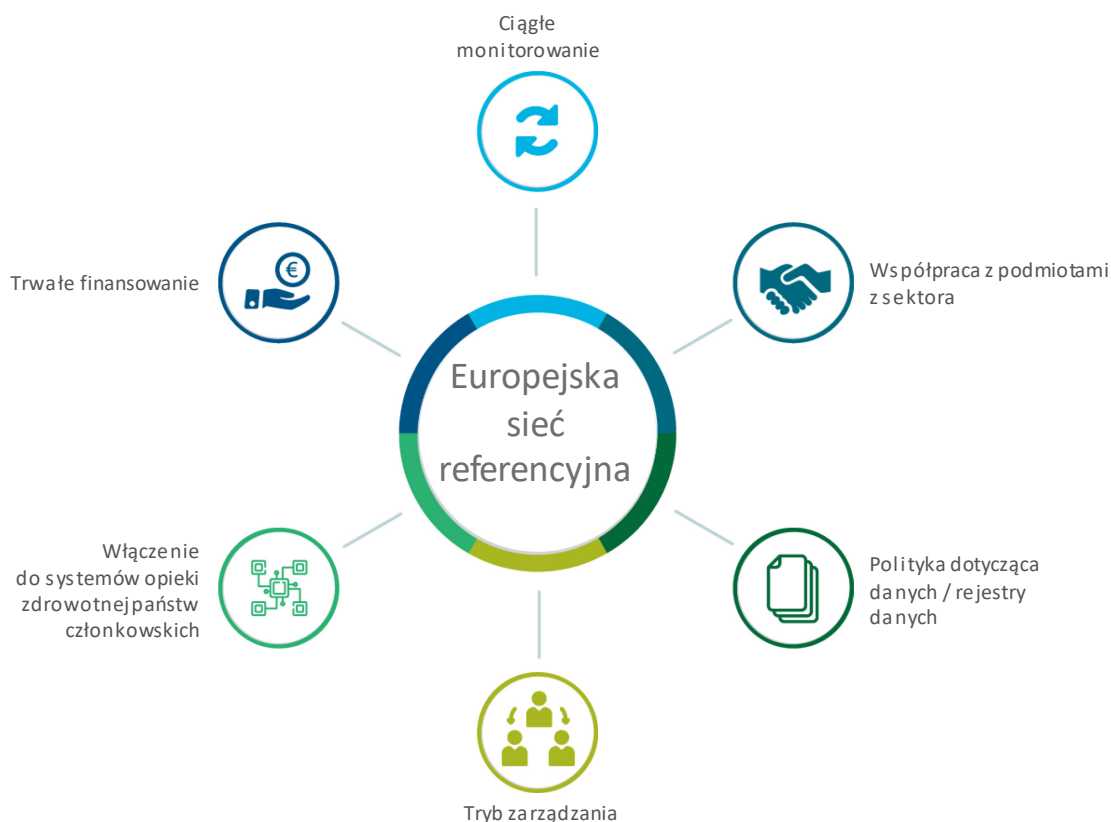 Ciągłe
monitorowanie
Trwałe finansowanie
€
Współpraca z podmiotami
z sektora
Europejska
sieć
referencyjna
Włączenie
do systemów opieki
zdrowotnej państw
członkowskich
Polityka dotycząca
danych / rejestry
danych
Tryb zarządzania